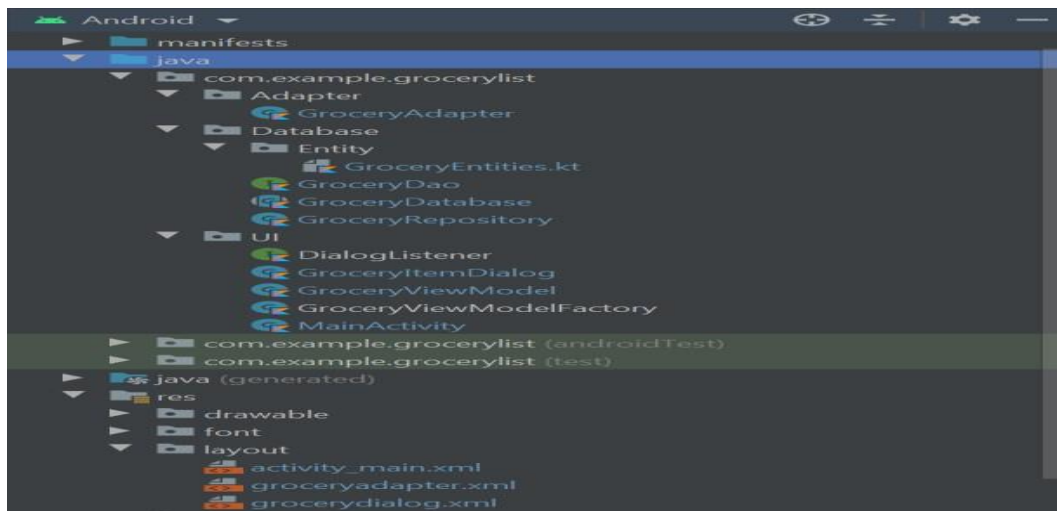 Android
manifests
java
com.example.grocerylist
Adapter
GroceryAdapter
Database
Entity
GroceryEntities.kt
GroceryDao
GroceryDatabase
GroceryRepository
UI
DialogListener
GroceryItemDialog
GroceryViewModel
GroceryViewModelFactory
MainActivity
com.example.grocerylist (androidTest)
com.example.grocerylist (test)
java (generated)
res
drawable
font
layout
activity_main.xml
groceryadapter.xml
grocerydialog.xml